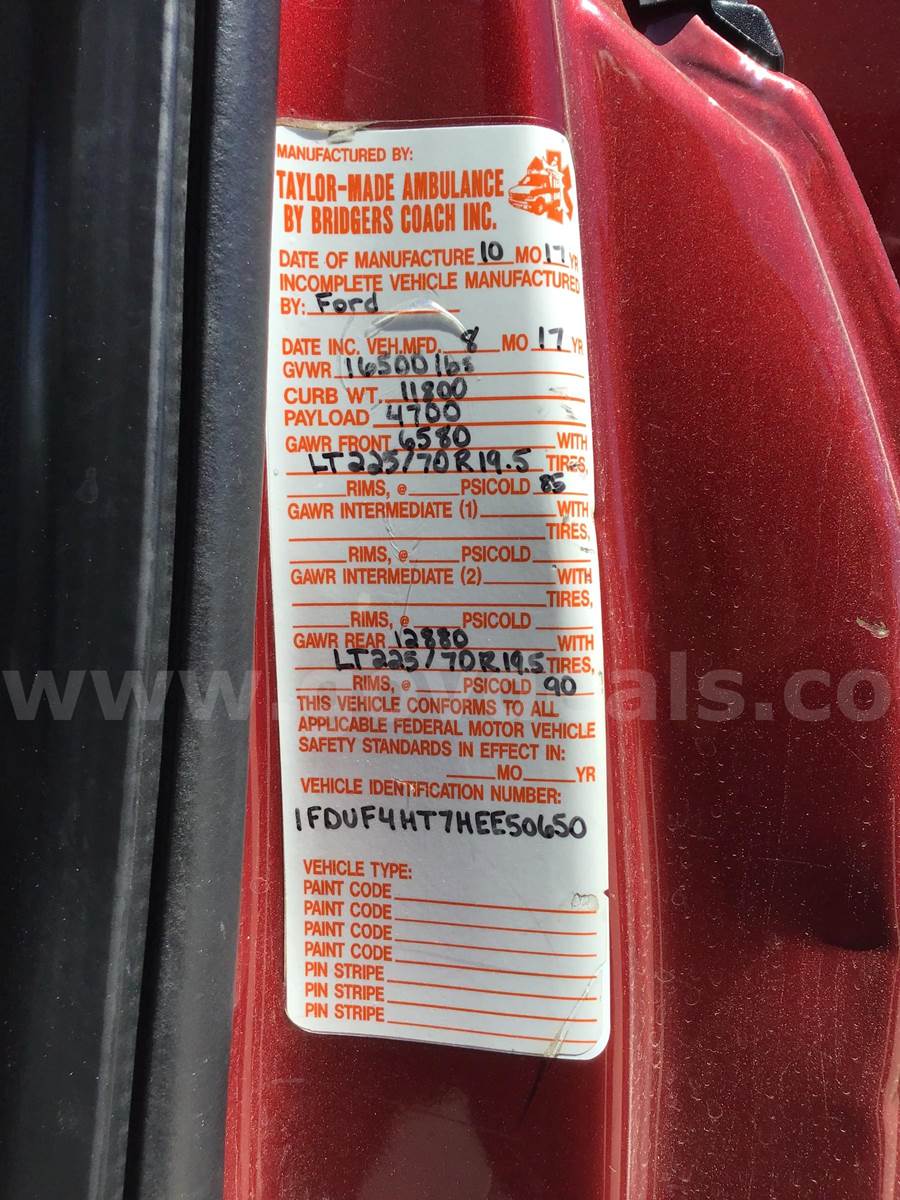 MANUFACTURED BY:
TAYLOR-MADE AMBULANCE
BY BRIDGERS COACH INC.
DATE OF MANUFACTURE 10 MO 17 YR
INCOMPLETE VEHICLE MANUFACTURED
BY: Ford
DATE INC. VEH. MFD. 8 MO 17 YR
GVWR 16500 lbs
CURB WT. 11800
PAYLOAD 4700
GAWR FRONT 6580 WITH
LT225/70R19.5 TIRES,
RIMS, @ PSICOLD 85
GAWR INTERMEDIATE (1) WITH
TIRES,
RIMS, @ PSICOLD
GAWR INTERMEDIATE (2) WITH
TIRES,
RIMS, @ PSICOLD
GAWR REAR 12880 WITH
LT225/70R19.5 TIRES,
RIMS, @ PSICOLD 90
THIS VEHICLE CONFORMS TO ALL
APPLICABLE FEDERAL MOTOR VEHICLE
SAFETY STANDARDS IN EFFECT IN:
MO YR
VEHICLE IDENTIFICATION NUMBER:
1FDUF4HT7HEE50650
VEHICLE TYPE:
PAINT CODE
PAINT CODE
PAINT CODE
PAINT CODE
PIN STRIPE
PIN STRIPE
PIN STRIPE